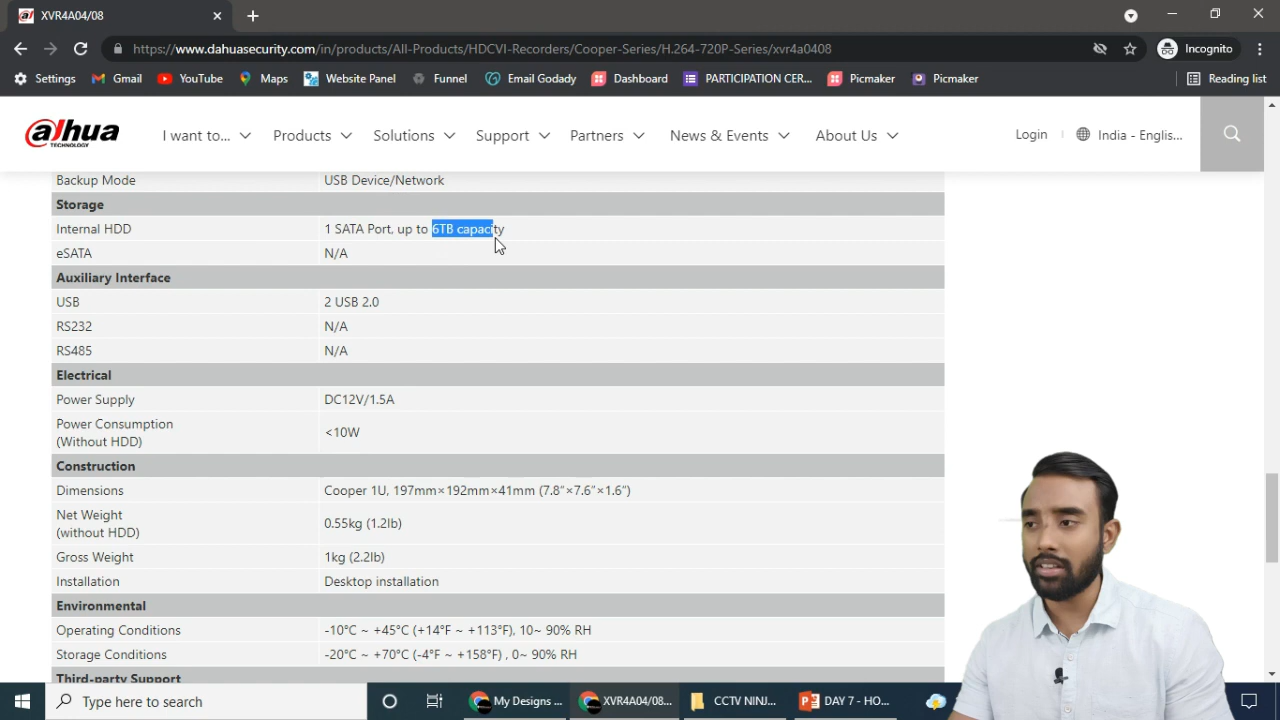 XVR4A04/08
https://www.dahuasecurity.com/in/products/All-Products/HDCVI-Recorders/Cooper-Series/H.264-720P-Series/xvr4a0408
Incognito
Settings
Gmail
YouTube
Maps
Website Panel
Funnel
Email Godady
Dashboard
PARTICIPATION CER...
Picmaker
Picmaker
Reading list
alhua
TECHNOLOGY
I want to...
Products
Solutions
Support
Partners
News & Events
About Us
Login
India - Englis...
Backup Mode USB Device/Network
Storage
Internal HDD 1 SATA Port, up to 6TB capacity
eSATA N/A
Auxiliary Interface
USB 2 USB 2.0
RS232 N/A
RS485 N/A
Electrical
Power Supply DC12V/1.5A
Power Consumption
(Without HDD) <10W
Construction
Dimensions Cooper 1U, 197mm×192mm×41mm (7.8"×7.6"×1.6")
Net Weight
(without HDD) 0.55kg (1.2lb)
Gross Weight 1kg (2.2lb)
Installation Desktop installation
Environmental
Operating Conditions -10°C ~ +45°C (+14°F ~ +113°F), 10~ 90% RH
Storage Conditions -20°C ~ +70°C (-4°F ~ +158°F) , 0~ 90% RH
Third-party Support
Type here to search
My Designs ...
XVR4A04/08...
CCTV NINJ...
DAY 7 - HO...